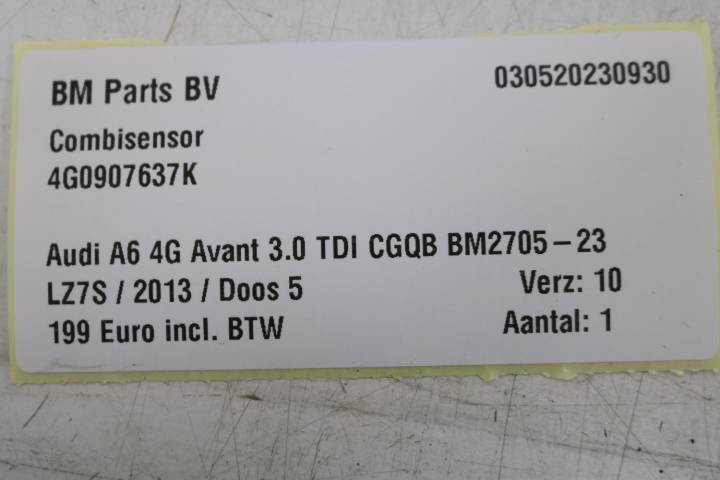 BM Parts BV 030520230930
Combisensor
4G0907637K
Audi A6 4G Avant 3.0 TDI CGQB BM2705-23
LZ7S / 2013 / Doos 5 Verz: 10
199 Euro incl. BTW Aantal: 1